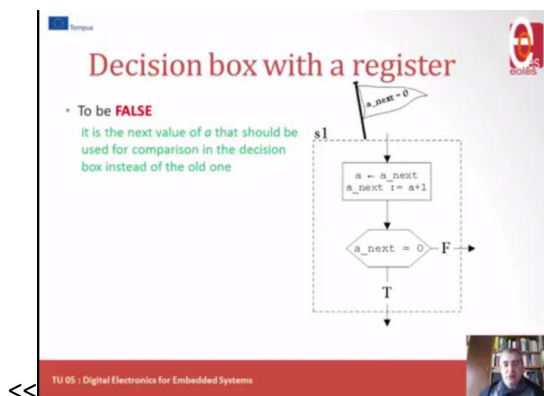 Tempus
Decision box with a register
eoles
• To be FALSE
it is the next value of a that should be
used for comparison in the decision
box instead of the old one
a_next = 0
s1
a ← a_next
a_next := a+1
a_next = 0
F
T
TU 05 : Digital Electronics for Embedded Systems
<<